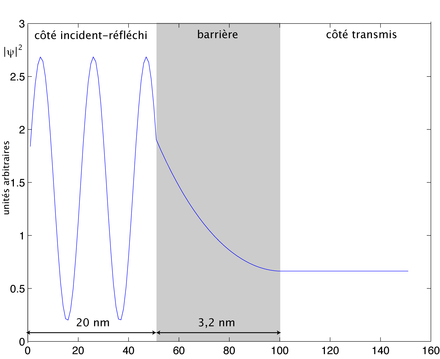 côté incident-réfléchi barrière côté transmis
|ψ|²
unités arbitraires
3
2.5
2
1.5
1
0.5
0
20 nm 3,2 nm
0 20 40 60 80 100 120 140 160